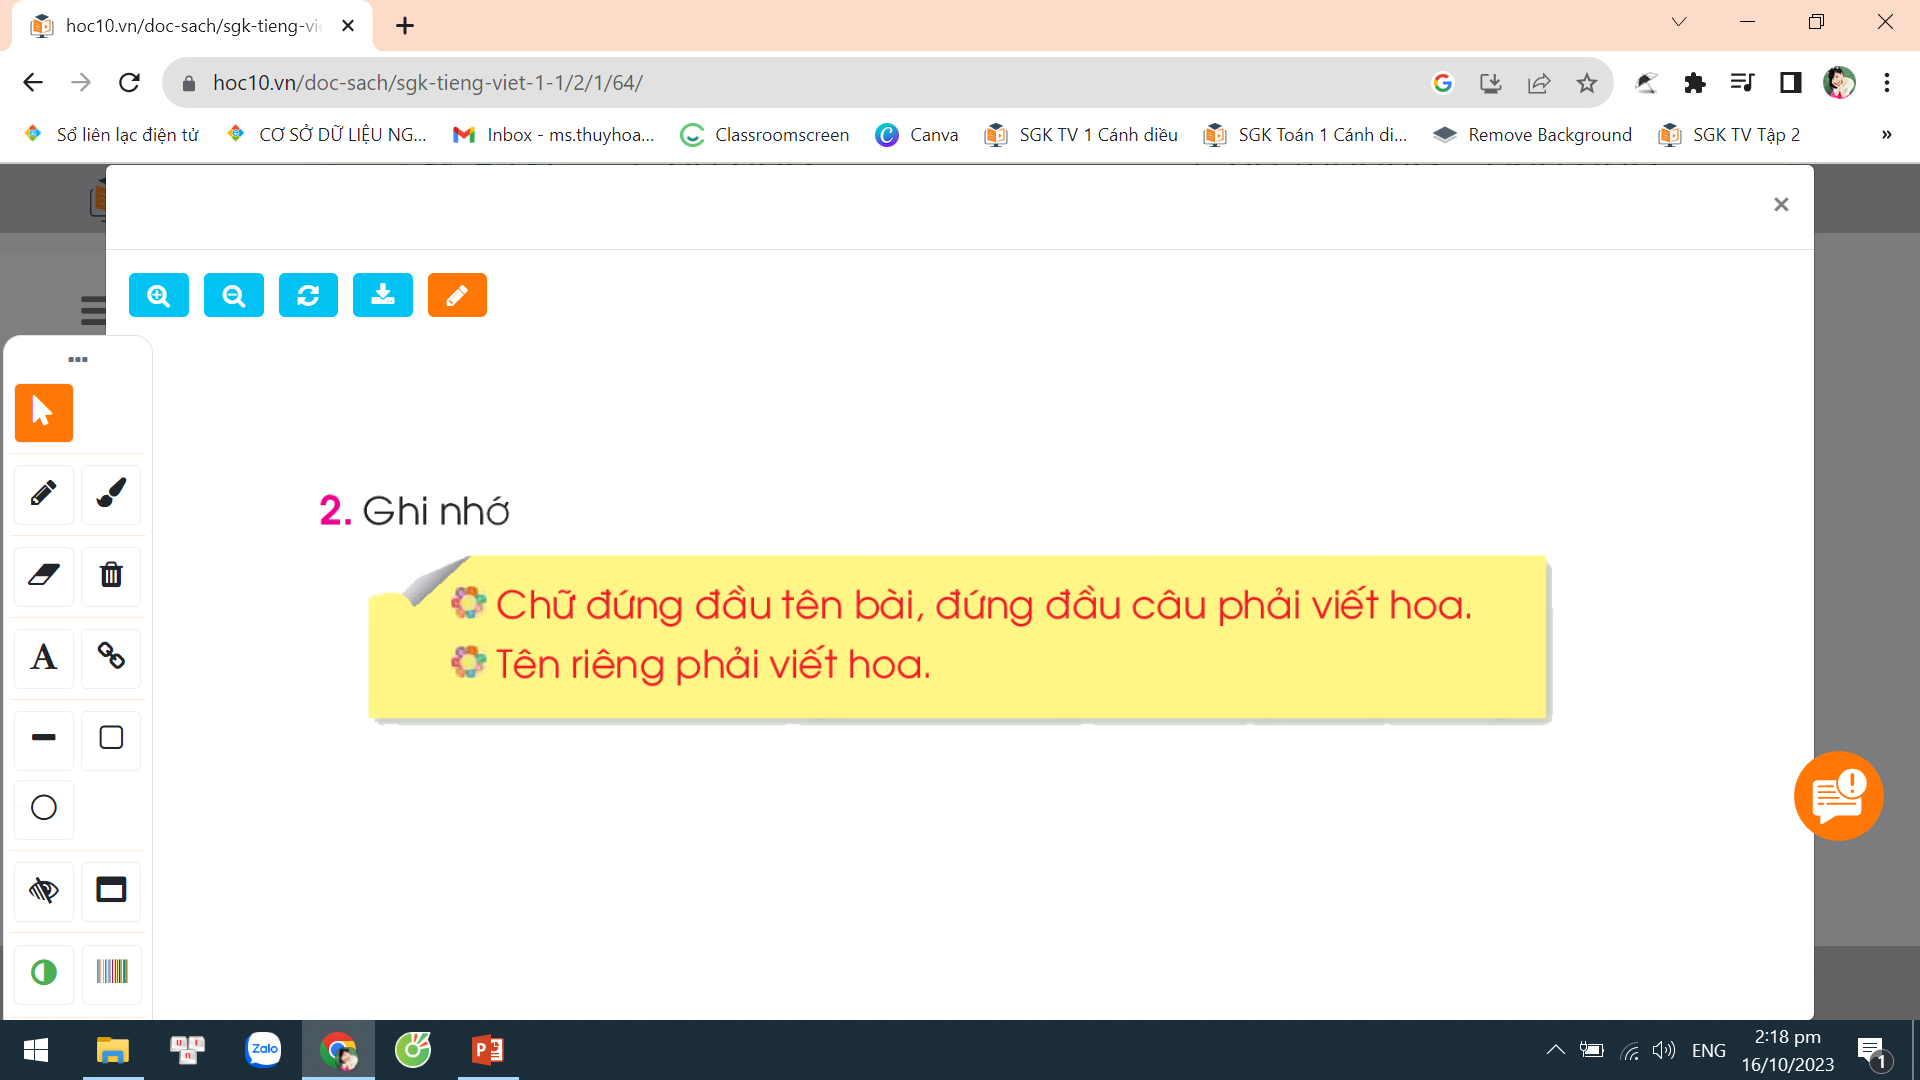 hoc10.vn/doc-sach/sgk-tieng-vie
hoc10.vn/doc-sach/sgk-tieng-viet-1-1/2/1/64/
Sổ liên lạc điện tử
CƠ SỞ DỮ LIỆU NG...
Inbox - ms.thuyhoa...
Classroomscreen
Canva
SGK TV 1 Cánh diều
SGK Toán 1 Cánh di...
Remove Background
SGK TV Tập 2
2. Ghi nhớ
Chữ đứng đầu tên bài, đứng đầu câu phải viết hoa.
Tên riêng phải viết hoa.
Zalo
ENG
2:18 pm
16/10/2023
1